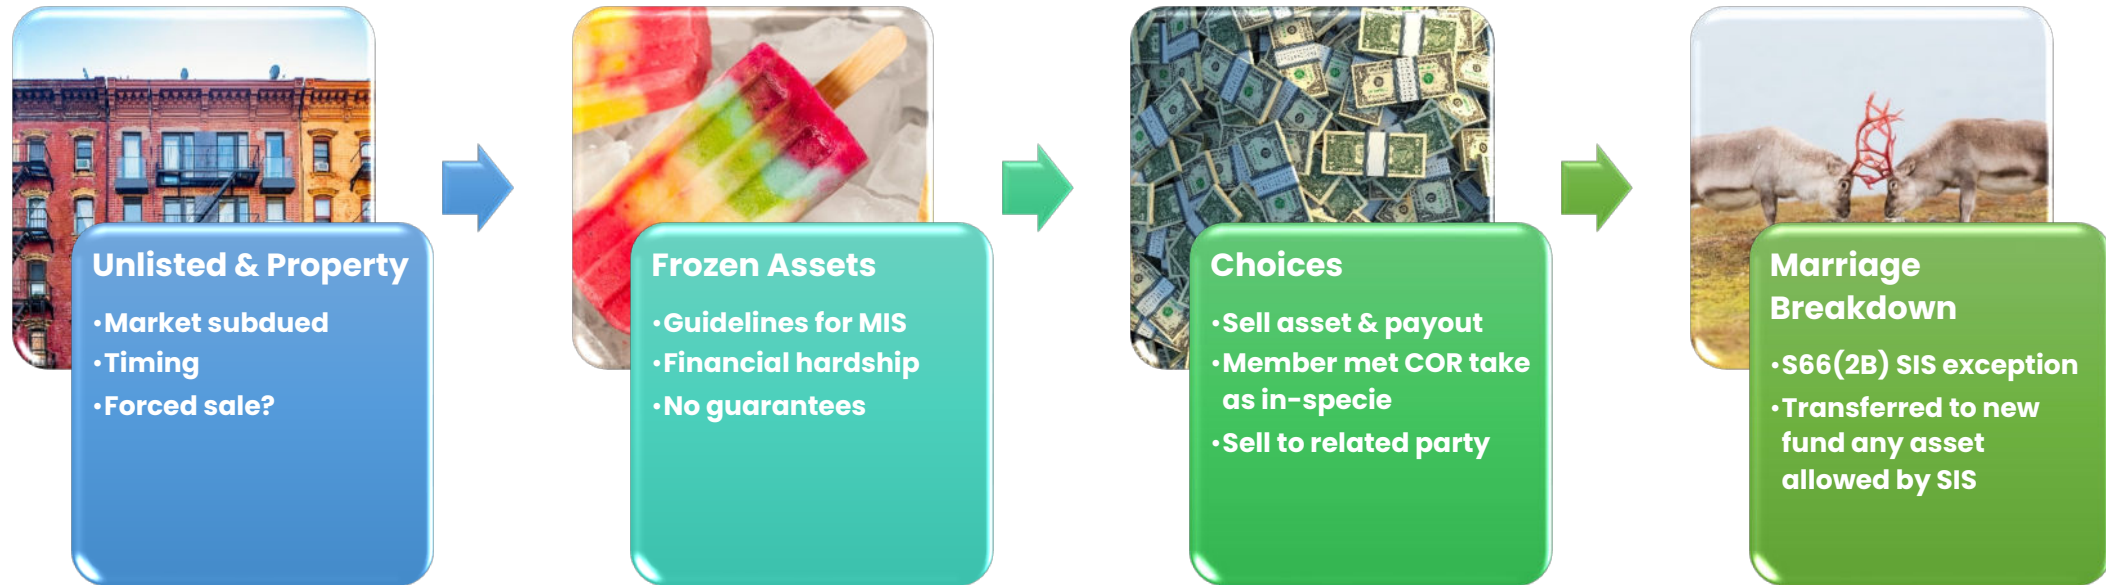 Unlisted & Property
•Market subdued
•Timing
•Forced sale?
Frozen Assets
•Guidelines for MIS
•Financial hardship
•No guarantees
Choices
•Sell asset & payout
•Member met COR take
as in-specie
•Sell to related party
Marriage
Breakdown
•S66(2B) SIS exception
•Transferred to new
fund any asset
allowed by SIS